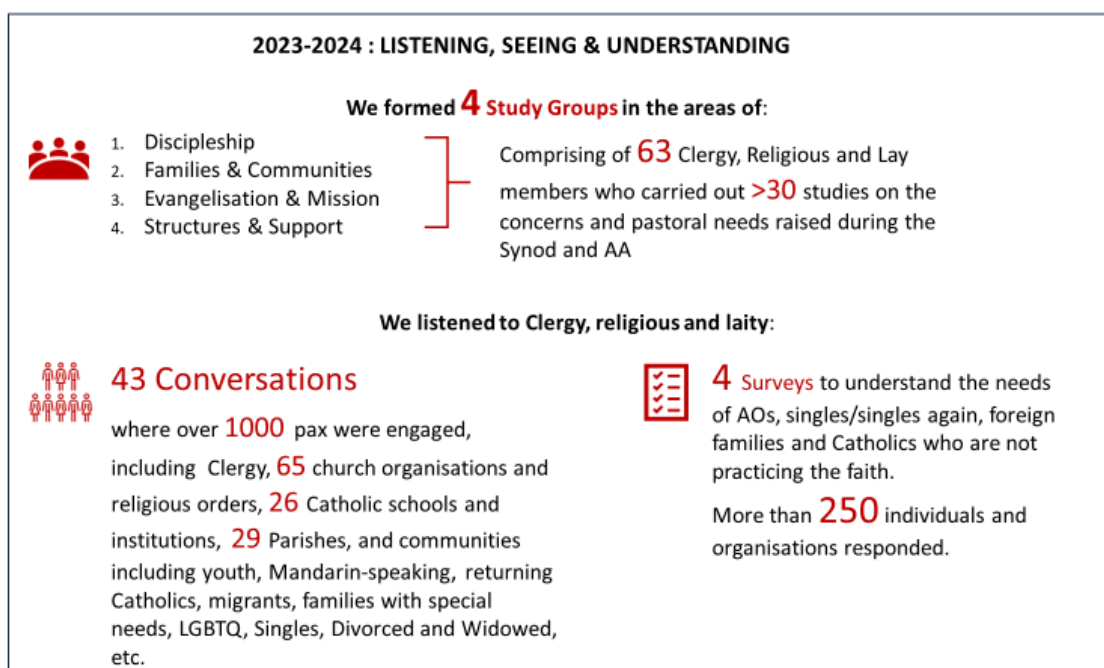 2023-2024 : LISTENING, SEEING & UNDERSTANDING
We formed 4 Study Groups in the areas of:
1. Discipleship
2. Families & Communities
3. Evangelisation & Mission
4. Structures & Support
Comprising of 63 Clergy, Religious and Lay
members who carried out >30 studies on the
concerns and pastoral needs raised during the
Synod and AA
We listened to Clergy, religious and laity:
43 Conversations
where over 1000 pax were engaged,
including Clergy, 65 church organisations and
religious orders, 26 Catholic schools and
institutions, 29 Parishes, and communities
including youth, Mandarin-speaking, returning
Catholics, migrants, families with special
needs, LGBTQ, Singles, Divorced and Widowed,
etc.
4 Surveys to understand the needs
of AOs, singles/singles again, foreign
families and Catholics who are not
practicing the faith.
More than 250 individuals and
organisations responded.